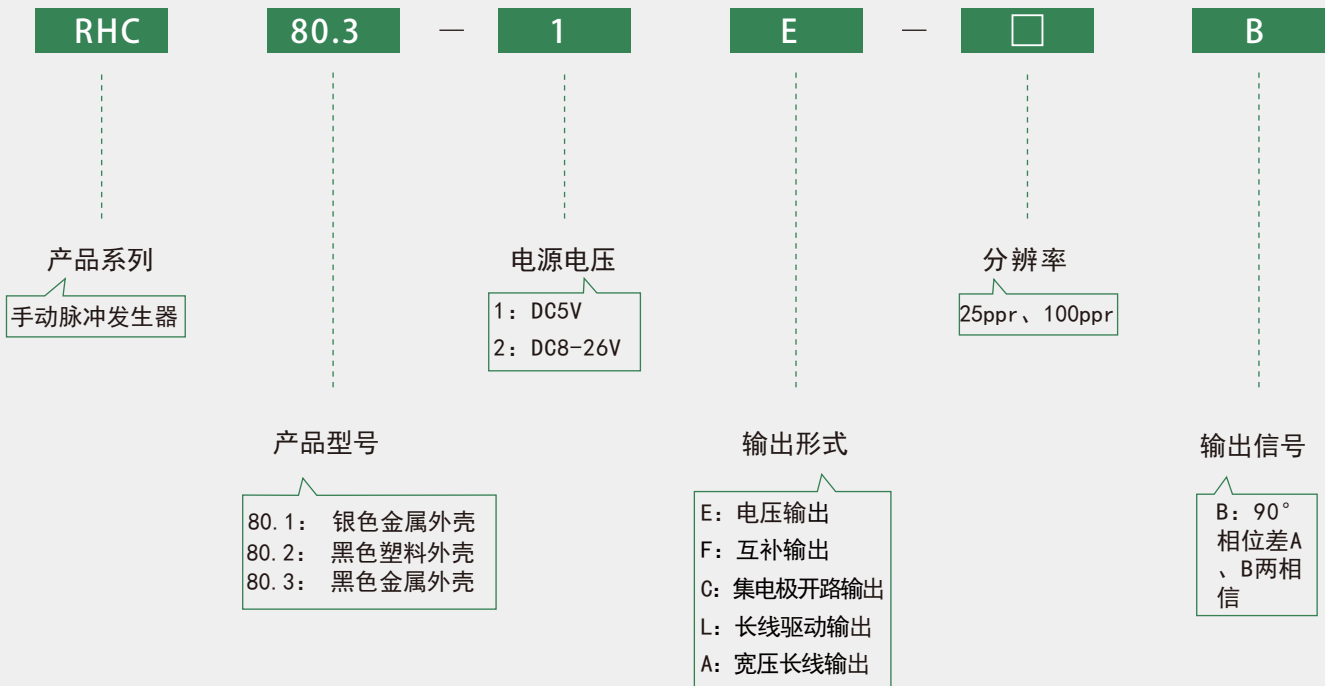 RHC 80.3 — 1 E — □ B
产品系列
手动脉冲发生器
电源电压
1: DC5V
2: DC8-26V
分辨率
25ppr、100ppr
产品型号
80.1: 银色金属外壳
80.2: 黑色塑料外壳
80.3: 黑色金属外壳
输出形式
E: 电压输出
F: 互补输出
C: 集电极开路输出
L: 长线驱动输出
A: 宽压长线输出
输出信号
B: 90°
相位差A
、B两相
信